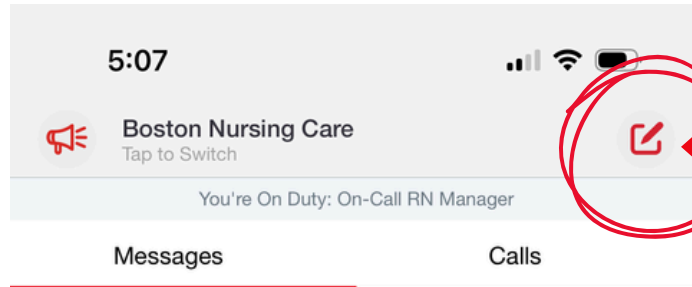 5:07
Boston Nursing Care
Tap to Switch
You're On Duty: On-Call RN Manager
Messages Calls